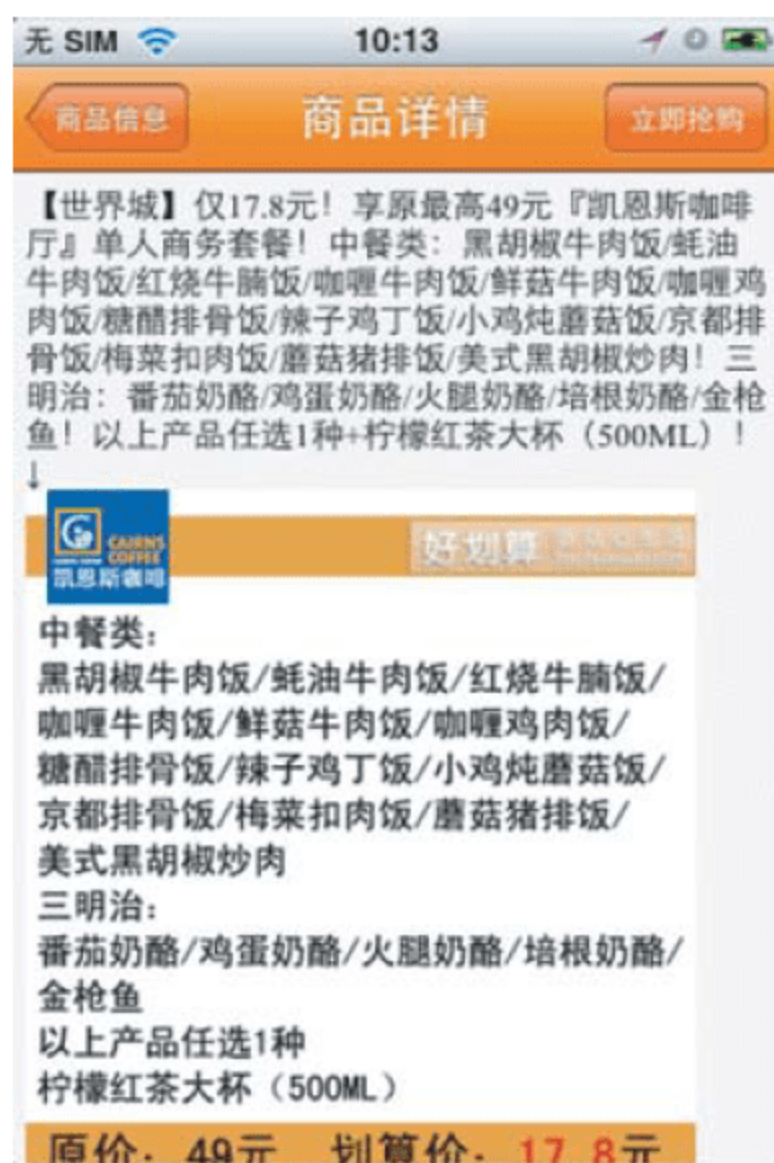 无 SIM 10:13
商品信息 商品详情 立即抢购
【世界城】仅17.8元！享原最高49元『凯恩斯咖啡
厅』单人商务套餐！中餐类：黑胡椒牛肉饭/蚝油
牛肉饭/红烧牛腩饭/咖喱牛肉饭/鲜菇牛肉饭/咖喱鸡
肉饭/糖醋排骨饭/辣子鸡丁饭/小鸡炖蘑菇饭/京都排
骨饭/梅菜扣肉饭/蘑菇猪排饭/美式黑胡椒炒肉！三
明治：番茄奶酪/鸡蛋奶酪/火腿奶酪/培根奶酪/金枪
鱼！以上产品任选1种+柠檬红茶大杯（500ML）！
↓
CAIRNS
COFFEE
凯恩斯咖啡
好划算
中餐类：
黑胡椒牛肉饭/蚝油牛肉饭/红烧牛腩饭/
咖喱牛肉饭/鲜菇牛肉饭/咖喱鸡肉饭/
糖醋排骨饭/辣子鸡丁饭/小鸡炖蘑菇饭/
京都排骨饭/梅菜扣肉饭/蘑菇猪排饭/
美式黑胡椒炒肉
三明治：
番茄奶酪/鸡蛋奶酪/火腿奶酪/培根奶酪/
金枪鱼
以上产品任选1种
柠檬红茶大杯（500ML）
原价：49元 划算价：17.8元